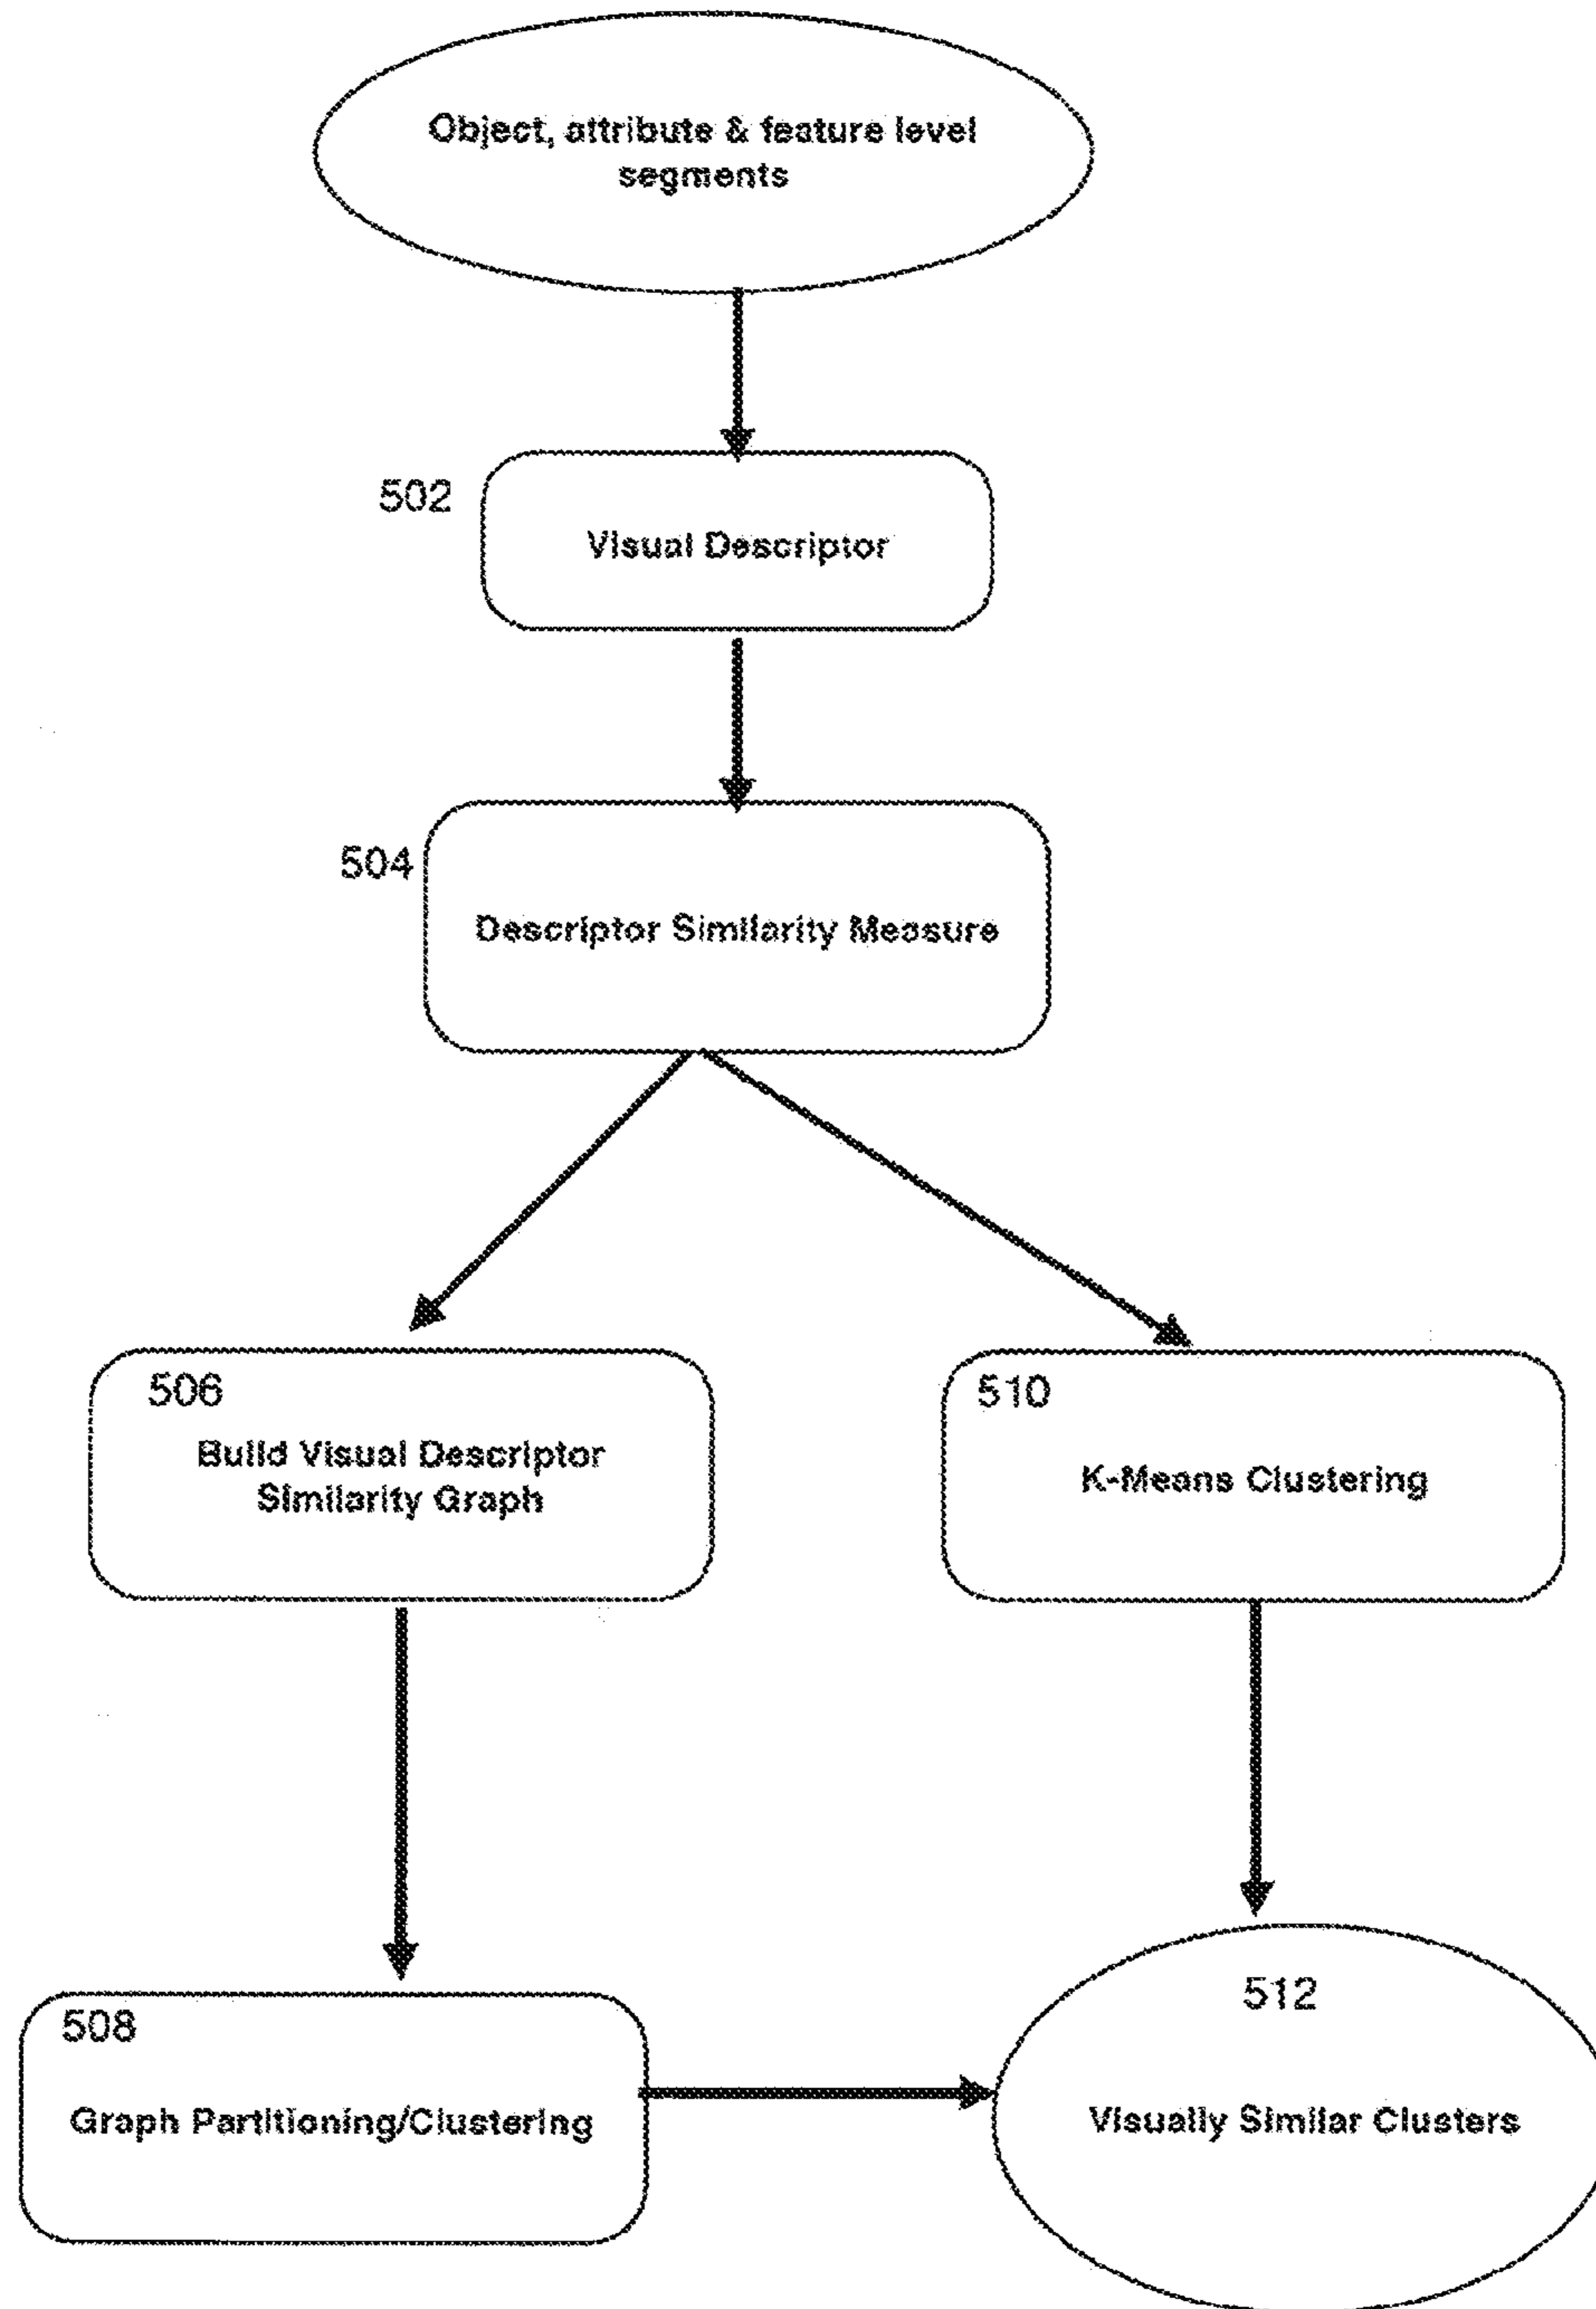 Object, attribute & feature level
segments
502
Visual Descriptor
504
Descriptor Similarity Measure
506
Build Visual Descriptor
Similarity Graph
510
K-Means Clustering
508
Graph Partitioning/Clustering
512
Visually Similar Clusters